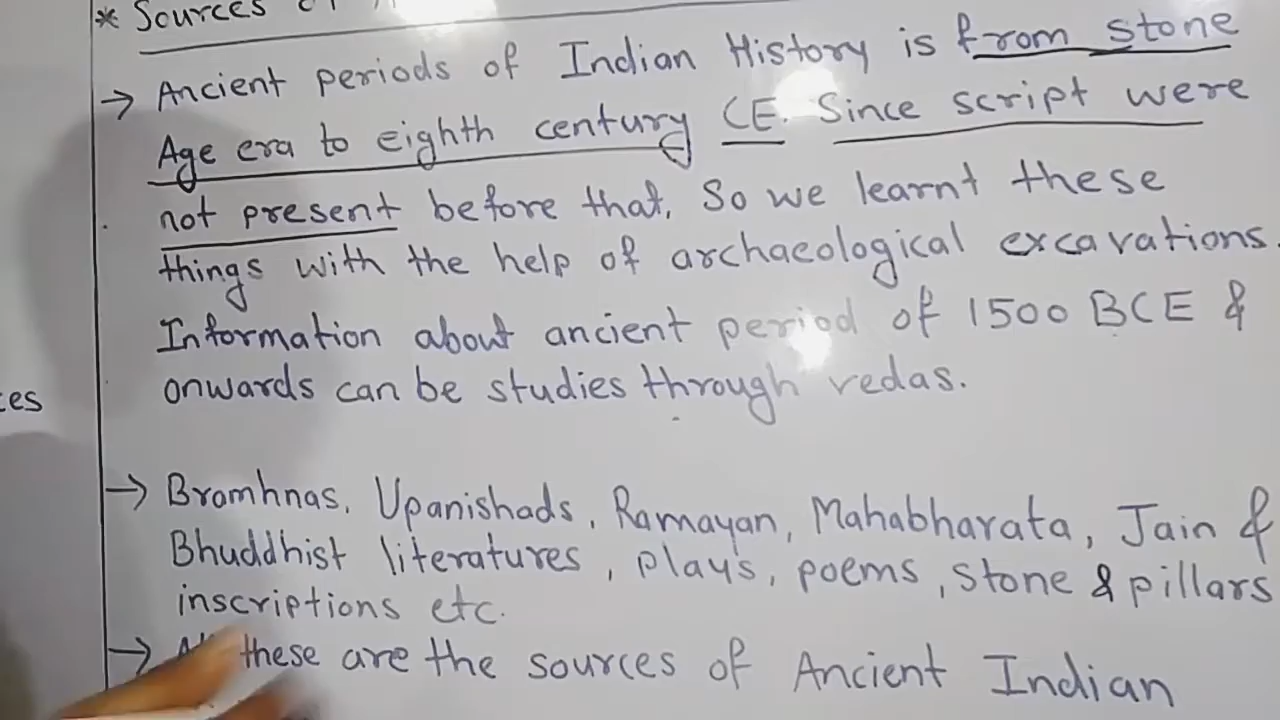 * Sources of
→ Ancient periods of Indian History is from stone
Age era to eighth century CE. Since script were
not present before that, So we learnt these
things with the help of archaeological excavations.
Information about ancient period of 1500 BCE &
onwards can be studies through vedas.
→ Bromhnas, Upanishads, Ramayan, Mahabharata, Jain &
Bhuddhist literatures, plays, poems, stone & pillars
inscriptions etc.
→ these are the sources of Ancient Indian